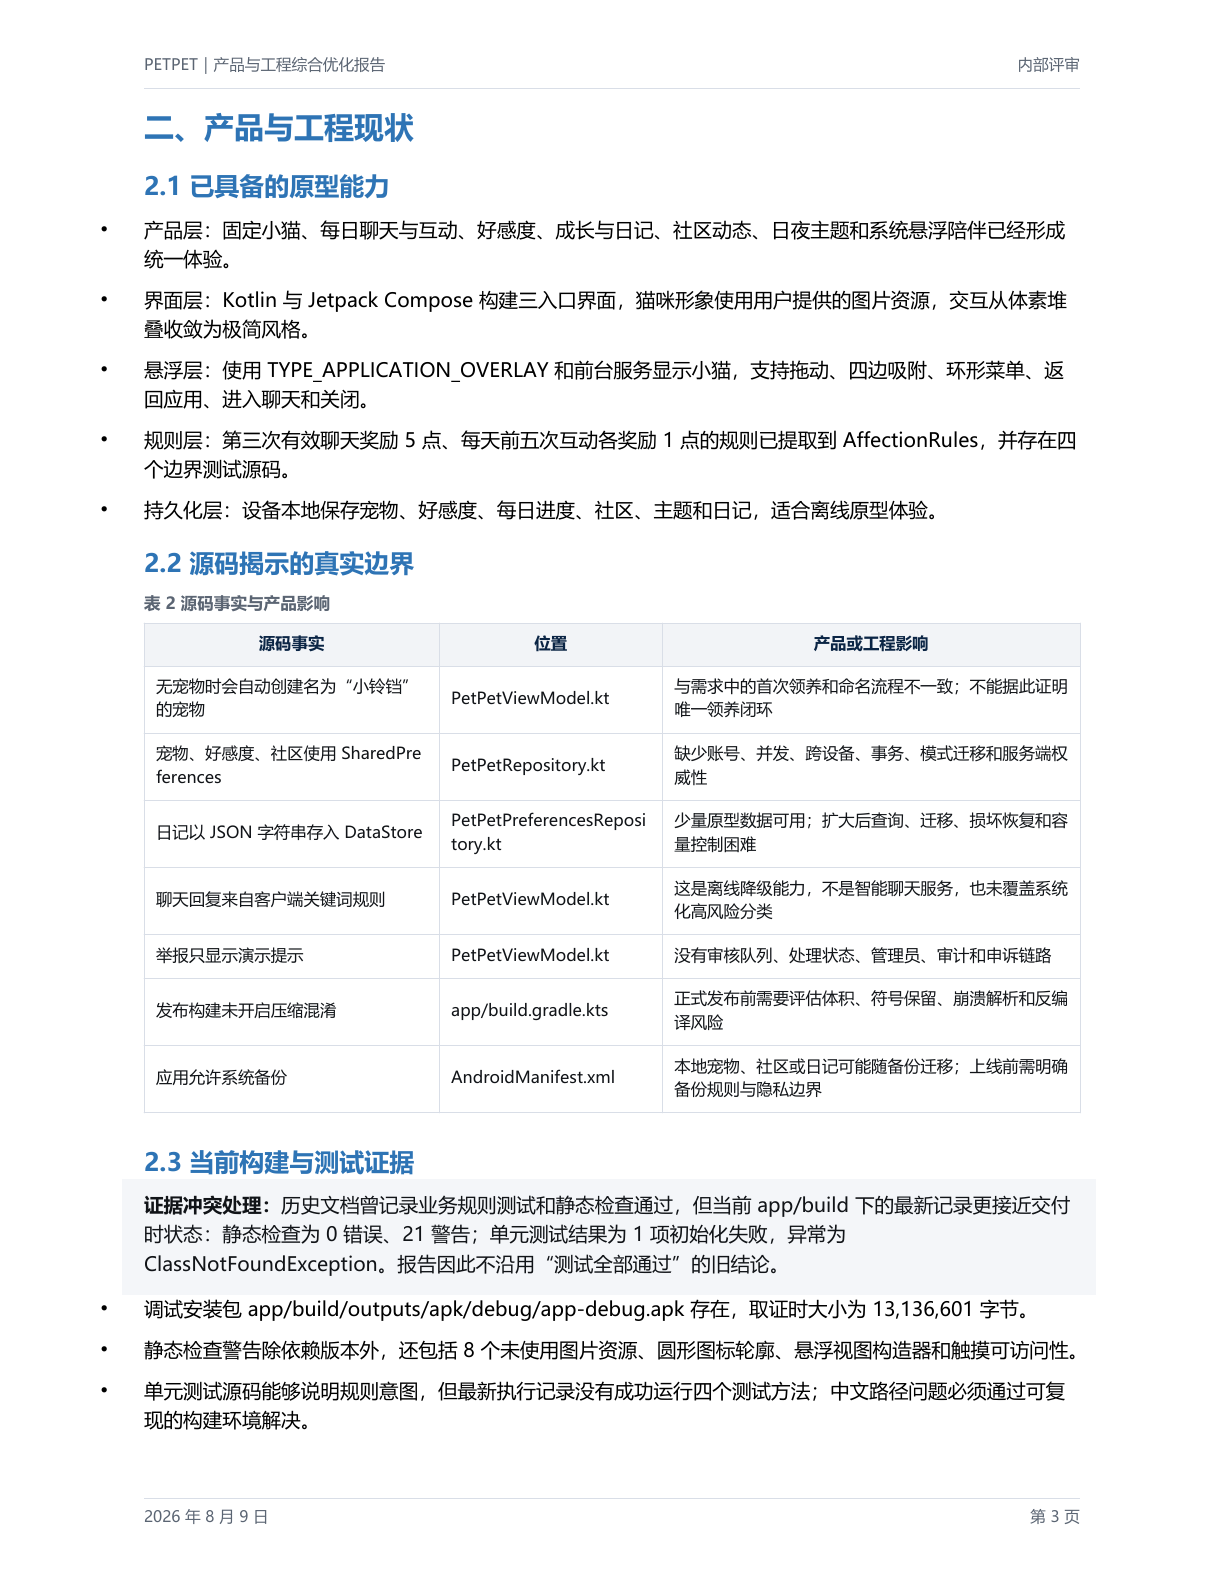 PETPET | 产品与工程综合优化报告
内部评审
二、产品与工程现状
2.1 已具备的原型能力
• 产品层：固定小猫、每日聊天与互动、好感度、成长与日记、社区动态、日夜主题和系统悬浮陪伴已经形成
统一体验。
• 界面层：Kotlin 与 Jetpack Compose 构建三入口界面，猫咪形象使用用户提供的图片资源，交互从体素堆
叠收敛为极简风格。
• 悬浮层：使用 TYPE_APPLICATION_OVERLAY 和前台服务显示小猫，支持拖动、四边吸附、环形菜单、返
回应用、进入聊天和关闭。
• 规则层：第三次有效聊天奖励 5 点、每天前五次互动各奖励 1 点的规则已提取到 AffectionRules，并存在四
个边界测试源码。
• 持久化层：设备本地保存宠物、好感度、每日进度、社区、主题和日记，适合离线原型体验。
2.2 源码揭示的真实边界
表 2 源码事实与产品影响
源码事实
位置
产品或工程影响
无宠物时会自动创建名为“小铃铛”
的宠物
PetPetViewModel.kt
与需求中的首次领养和命名流程不一致；不能据此证明
唯一领养闭环
宠物、好感度、社区使用 SharedPre
ferences
PetPetRepository.kt
缺少账号、并发、跨设备、事务、模式迁移和服务端权
威性
日记以 JSON 字符串存入 DataStore
PetPetPreferencesReposi
tory.kt
少量原型数据可用；扩大后查询、迁移、损坏恢复和容
量控制困难
聊天回复来自客户端关键词规则
PetPetViewModel.kt
这是离线降级能力，不是智能聊天服务，也未覆盖系统
化高风险分类
举报只显示演示提示
PetPetViewModel.kt
没有审核队列、处理状态、管理员、审计和申诉链路
发布构建未开启压缩混淆
app/build.gradle.kts
正式发布前需要评估体积、符号保留、崩溃解析和反编
译风险
应用允许系统备份
AndroidManifest.xml
本地宠物、社区或日记可能随备份迁移；上线前需明确
备份规则与隐私边界
2.3 当前构建与测试证据
证据冲突处理：历史文档曾记录业务规则测试和静态检查通过，但当前 app/build 下的最新记录更接近交付
时状态：静态检查为 0 错误、21 警告；单元测试结果为 1 项初始化失败，异常为
ClassNotFoundException。报告因此不沿用“测试全部通过”的旧结论。
• 调试安装包 app/build/outputs/apk/debug/app-debug.apk 存在，取证时大小为 13,136,601 字节。
• 静态检查警告除依赖版本外，还包括 8 个未使用图片资源、圆形图标轮廓、悬浮视图构造器和触摸可访问性。
• 单元测试源码能够说明规则意图，但最新执行记录没有成功运行四个测试方法；中文路径问题必须通过可复
现的构建环境解决。
2026 年 8 月 9 日
第 3 页